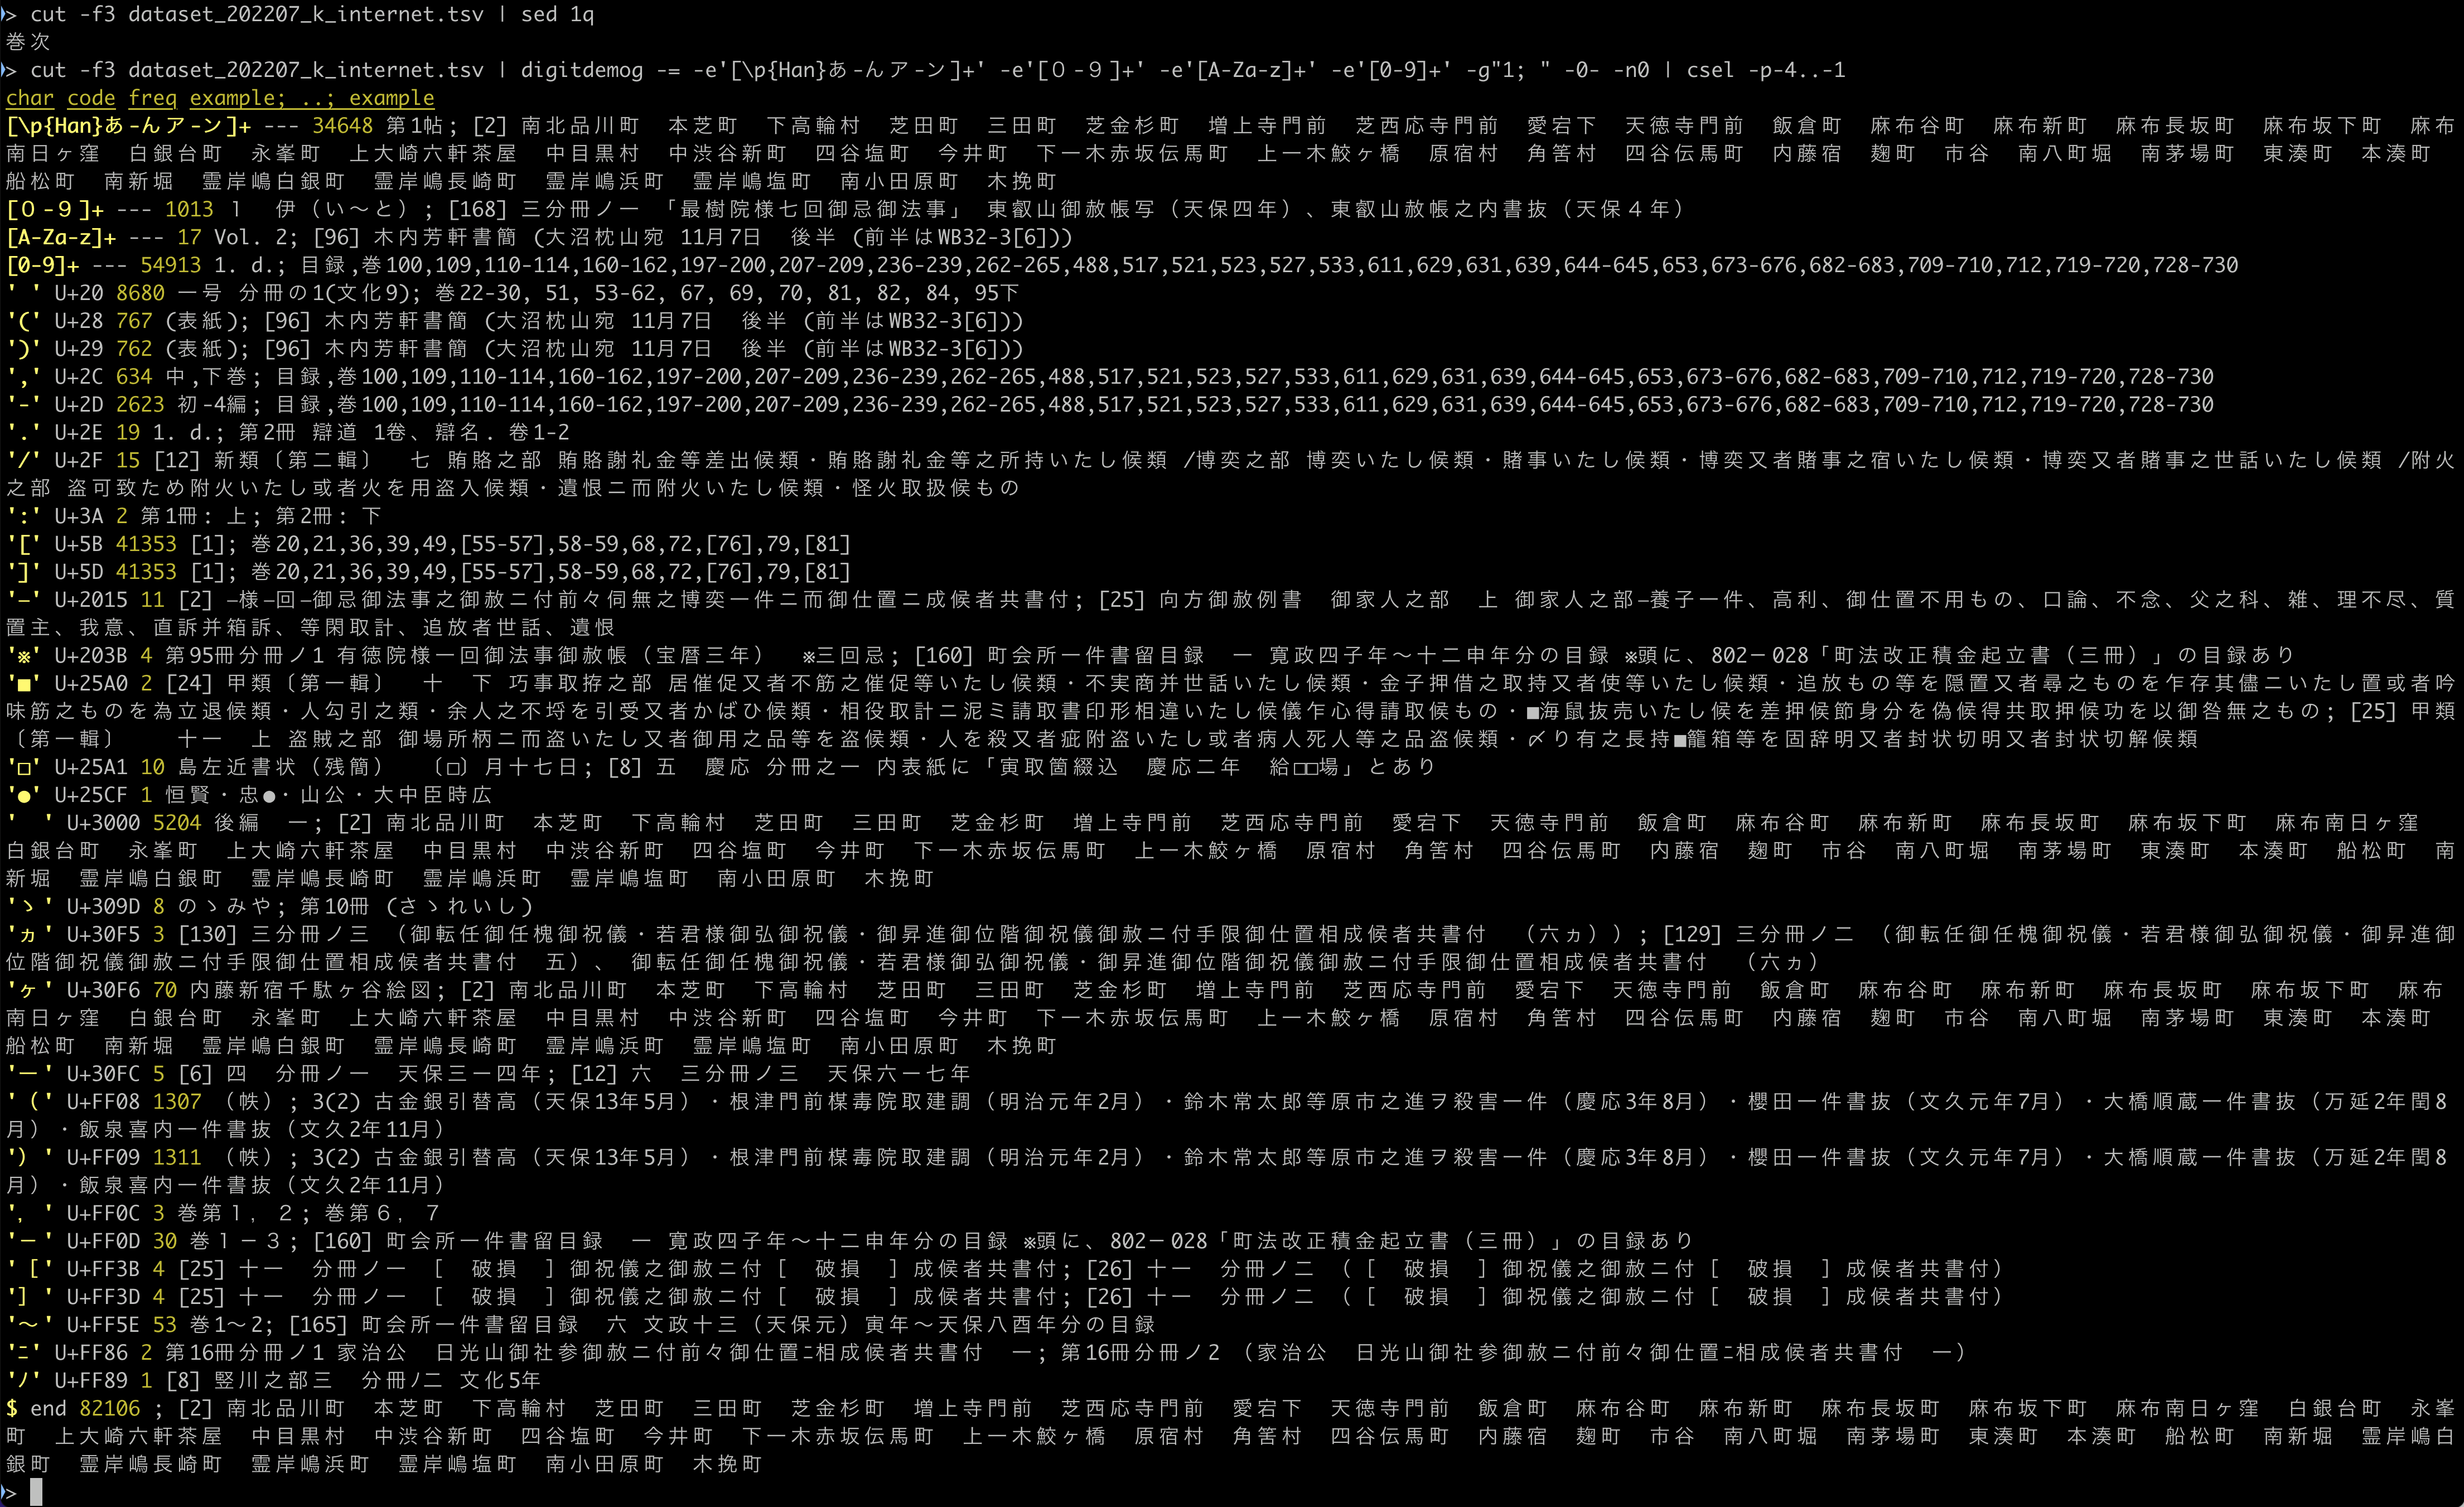 > cut -f3 dataset_202207_k_internet.tsv | sed 1q
巻次
> cut -f3 dataset_202207_k_internet.tsv | digitdemog -= -e'[\p{Han}あ-んア-ン]+' -e'[０-９]+' -e'[A-Za-z]+' -e'[0-9]+' -g"1; " -0- -n0 | csel -p-4..-1
char code freq example; ..; example
[\p{Han}あ-んア-ン]+ --- 34648 第1帖; [2] 南北品川町　本芝町　下高輪村　芝田町　三田町　芝金杉町　増上寺門前　芝西応寺門前　愛宕下　天徳寺門前　飯倉町　麻布谷町　麻布新町　麻布長坂町　麻布坂下町　麻布
南日ヶ窪　白銀台町　永峯町　上大崎六軒茶屋　中目黒村　中渋谷新町　四谷塩町　今井町　下一木赤坂伝馬町　上一木鮫ヶ橋　原宿村　角筈村　四谷伝馬町　内藤宿　麹町　市谷　南八町堀　南茅場町　東湊町　本湊町
船松町　南新堀　霊岸嶋白銀町　霊岸嶋長崎町　霊岸嶋浜町　霊岸嶋塩町　南小田原町　木挽町
[０-９]+ --- 1013 １　伊（い～と）; [168] 三分冊ノ一 「最樹院様七回御忌御法事」 東叡山御赦帳写（天保四年）、東叡山赦帳之内書抜（天保４年）
[A-Za-z]+ --- 17 Vol. 2; [96] 木内芳軒書簡 (大沼枕山宛 11月7日　後半 (前半はWB32-3[6]))
[0-9]+ --- 54913 1. d.; 目録,巻100,109,110-114,160-162,197-200,207-209,236-239,262-265,488,517,521,523,527,533,611,629,631,639,644-645,653,673-676,682-683,709-710,712,719-720,728-730
' ' U+20 8680 一号 分冊の1(文化9); 巻22-30, 51, 53-62, 67, 69, 70, 81, 82, 84, 95下
'(' U+28 767 (表紙); [96] 木内芳軒書簡 (大沼枕山宛 11月7日　後半 (前半はWB32-3[6]))
')' U+29 762 (表紙); [96] 木内芳軒書簡 (大沼枕山宛 11月7日　後半 (前半はWB32-3[6]))
',' U+2C 634 中,下巻; 目録,巻100,109,110-114,160-162,197-200,207-209,236-239,262-265,488,517,521,523,527,533,611,629,631,639,644-645,653,673-676,682-683,709-710,712,719-720,728-730
'-' U+2D 2623 初-4編; 目録,巻100,109,110-114,160-162,197-200,207-209,236-239,262-265,488,517,521,523,527,533,611,629,631,639,644-645,653,673-676,682-683,709-710,712,719-720,728-730
'.' U+2E 19 1. d.; 第2冊 辯道 1卷、辯名. 卷1-2
'/' U+2F 15 [12] 新類〔第二輯〕　七 賄賂之部 賄賂謝礼金等差出候類・賄賂謝礼金等之所持いたし候類 /博奕之部 博奕いたし候類・賭事いたし候類・博奕又者賭事之宿いたし候類・博奕又者賭事之世話いたし候類 /附火
之部 盗可致ため附火いたし或者火を用盗入候類・遺恨ニ而附火いたし候類・怪火取扱候もの
':' U+3A 2 第1冊: 上; 第2冊: 下
'[' U+5B 41353 [1]; 巻20,21,36,39,49,[55-57],58-59,68,72,[76],79,[81]
']' U+5D 41353 [1]; 巻20,21,36,39,49,[55-57],58-59,68,72,[76],79,[81]
'―' U+2015 11 [2] ―様―回―御忌御法事之御赦ニ付前々伺無之博奕一件ニ而御仕置ニ成候者共書付; [25] 向方御赦例書　御家人之部　上 御家人之部―養子一件、高利、御仕置不用もの、口論、不念、父之科、雑、理不尽、質
置主、我意、直訴并箱訴、等閑取計、追放者世話、遺恨
'※' U+203B 4 第95冊分冊ノ1 有徳院様一回御法事御赦帳（宝暦三年）　※三回忌; [160] 町会所一件書留目録　一 寛政四子年～十二申年分の目録 ※頭に、802－028「町法改正積金起立書（三冊）」の目録あり
'■' U+25A0 2 [24] 甲類〔第一輯〕　十　下 巧事取拵之部 居催促又者不筋之催促等いたし候類・不実商并世話いたし候類・金子押借之取持又者使等いたし候類・追放もの等を隠置又者尋之ものを乍存其儘ニいたし置或者吟
味筋之ものを為立退候類・人勾引之類・余人之不埒を引受又者かばひ候類・相役取計ニ泥ミ請取書印形相違いたし候儀乍心得請取候もの・■海鼠抜売いたし候を差押候節身分を偽候得共取押候功を以御咎無之もの; [25] 甲類
〔第一輯〕　　十一　上 盗賊之部 御場所柄ニ而盗いたし又者御用之品等を盗候類・人を殺又者疵附盗いたし或者病人死人等之品盗候類・〆り有之長持■籠箱等を固辞明又者封状切明又者封状切解候類
'□' U+25A1 10 島左近書状（残簡）　〔□〕月十七日; [8] 五　慶応 分冊之一 内表紙に「寅取箇綴込　慶応二年　給□□場」とあり
'●' U+25CF 1 恒賢・忠●・山公・大中臣時広
'　' U+3000 5204 後編　一; [2] 南北品川町　本芝町　下高輪村　芝田町　三田町　芝金杉町　増上寺門前　芝西応寺門前　愛宕下　天徳寺門前　飯倉町　麻布谷町　麻布新町　麻布長坂町　麻布坂下町　麻布南日ヶ窪
白銀台町　永峯町　上大崎六軒茶屋　中目黒村　中渋谷新町　四谷塩町　今井町　下一木赤坂伝馬町　上一木鮫ヶ橋　原宿村　角筈村　四谷伝馬町　内藤宿　麹町　市谷　南八町堀　南茅場町　東湊町　本湊町　船松町　南
新堀　霊岸嶋白銀町　霊岸嶋長崎町　霊岸嶋浜町　霊岸嶋塩町　南小田原町　木挽町
'ゝ' U+309D 8 のゝみや; 第10冊 (さゝれいし)
'ヵ' U+30F5 3 [130] 三分冊ノ三 （御転任御任槐御祝儀・若君様御弘御祝儀・御昇進御位階御祝儀御赦ニ付手限御仕置相成候者共書付　（六ヵ））; [129] 三分冊ノ二 （御転任御任槐御祝儀・若君様御弘御祝儀・御昇進御
位階御祝儀御赦ニ付手限御仕置相成候者共書付　五）、 御転任御任槐御祝儀・若君様御弘御祝儀・御昇進御位階御祝儀御赦ニ付手限御仕置相成候者共書付　（六ヵ）
'ヶ' U+30F6 70 内藤新宿千駄ヶ谷絵図; [2] 南北品川町　本芝町　下高輪村　芝田町　三田町　芝金杉町　増上寺門前　芝西応寺門前　愛宕下　天徳寺門前　飯倉町　麻布谷町　麻布新町　麻布長坂町　麻布坂下町　麻布
南日ヶ窪　白銀台町　永峯町　上大崎六軒茶屋　中目黒村　中渋谷新町　四谷塩町　今井町　下一木赤坂伝馬町　上一木鮫ヶ橋　原宿村　角筈村　四谷伝馬町　内藤宿　麹町　市谷　南八町堀　南茅場町　東湊町　本湊町
船松町　南新堀　霊岸嶋白銀町　霊岸嶋長崎町　霊岸嶋浜町　霊岸嶋塩町　南小田原町　木挽町
'ー' U+30FC 5 [6] 四　分冊ノ一　天保三ー四年; [12] 六　三分冊ノ三　天保六ー七年
'（' U+FF08 1307 （帙）; 3(2) 古金銀引替高（天保13年5月）・根津門前楳毒院取建調（明治元年2月）・鈴木常太郎等原市之進ヲ殺害一件（慶応3年8月）・櫻田一件書抜（文久元年7月）・大橋順蔵一件書抜（万延2年閏8
月）・飯泉喜内一件書抜（文久2年11月）
'）' U+FF09 1311 （帙）; 3(2) 古金銀引替高（天保13年5月）・根津門前楳毒院取建調（明治元年2月）・鈴木常太郎等原市之進ヲ殺害一件（慶応3年8月）・櫻田一件書抜（文久元年7月）・大橋順蔵一件書抜（万延2年閏8
月）・飯泉喜内一件書抜（文久2年11月）
'，' U+FF0C 3 巻第１，２; 巻第６，７
'－' U+FF0D 30 巻１－３; [160] 町会所一件書留目録　一 寛政四子年～十二申年分の目録 ※頭に、802－028「町法改正積金起立書（三冊）」の目録あり
'［' U+FF3B 4 [25] 十一　分冊ノ一 ［　破損　］御祝儀之御赦ニ付［　破損　］成候者共書付; [26] 十一　分冊ノ二 （［　破損　］御祝儀之御赦ニ付［　破損　］成候者共書付）
'］' U+FF3D 4 [25] 十一　分冊ノ一 ［　破損　］御祝儀之御赦ニ付［　破損　］成候者共書付; [26] 十一　分冊ノ二 （［　破損　］御祝儀之御赦ニ付［　破損　］成候者共書付）
'～' U+FF5E 53 巻1～2; [165] 町会所一件書留目録　六 文政十三（天保元）寅年～天保八酉年分の目録
'ﾆ' U+FF86 2 第16冊分冊ノ1 家治公　日光山御社参御赦ニ付前々御仕置ﾆ相成候者共書付　一; 第16冊分冊ノ2 （家治公　日光山御社参御赦ニ付前々御仕置ﾆ相成候者共書付　一）
'ﾉ' U+FF89 1 [8] 竪川之部三　分冊ﾉ二 文化5年
$ end 82106 ; [2] 南北品川町　本芝町　下高輪村　芝田町　三田町　芝金杉町　増上寺門前　芝西応寺門前　愛宕下　天徳寺門前　飯倉町　麻布谷町　麻布新町　麻布長坂町　麻布坂下町　麻布南日ヶ窪　白銀台町　永峯
町　上大崎六軒茶屋　中目黒村　中渋谷新町　四谷塩町　今井町　下一木赤坂伝馬町　上一木鮫ヶ橋　原宿村　角筈村　四谷伝馬町　内藤宿　麹町　市谷　南八町堀　南茅場町　東湊町　本湊町　船松町　南新堀　霊岸嶋白
銀町　霊岸嶋長崎町　霊岸嶋浜町　霊岸嶋塩町　南小田原町　木挽町
>